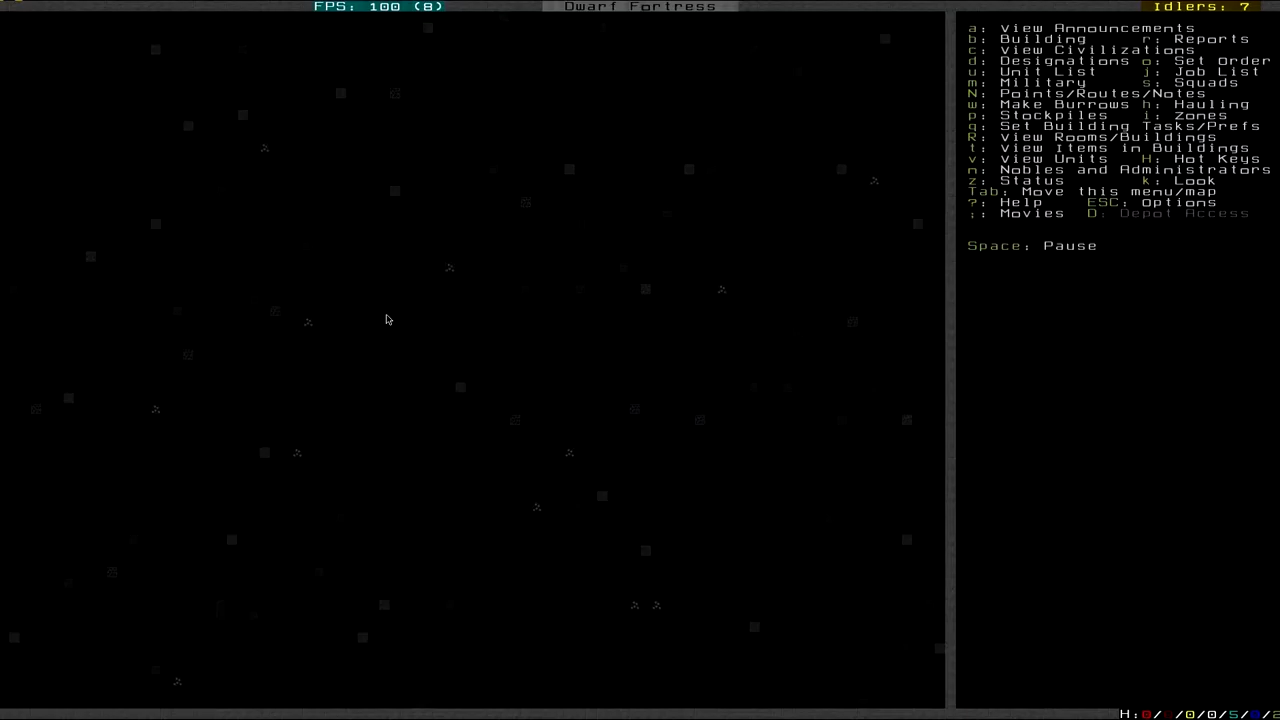 FPS: 100 (8) Dwarf Fortress Idlers: 7
a: View Announcements
b: Building r: Reports
c: View Civilizations
d: Designations o: Set Order
u: Unit List j: Job List
m: Military s: Squads
N: Points/Routes/Notes
w: Make Burrows h: Hauling
p: Stockpiles i: Zones
q: Set Building Tasks/Prefs
R: View Rooms/Buildings
t: View Items in Buildings
v: View Units H: Hot Keys
n: Nobles and Administrators
z: Status k: Look
Tab: Move this menu/map
?: Help ESC: Options
;: Movies D: Depot Access
Space: Pause